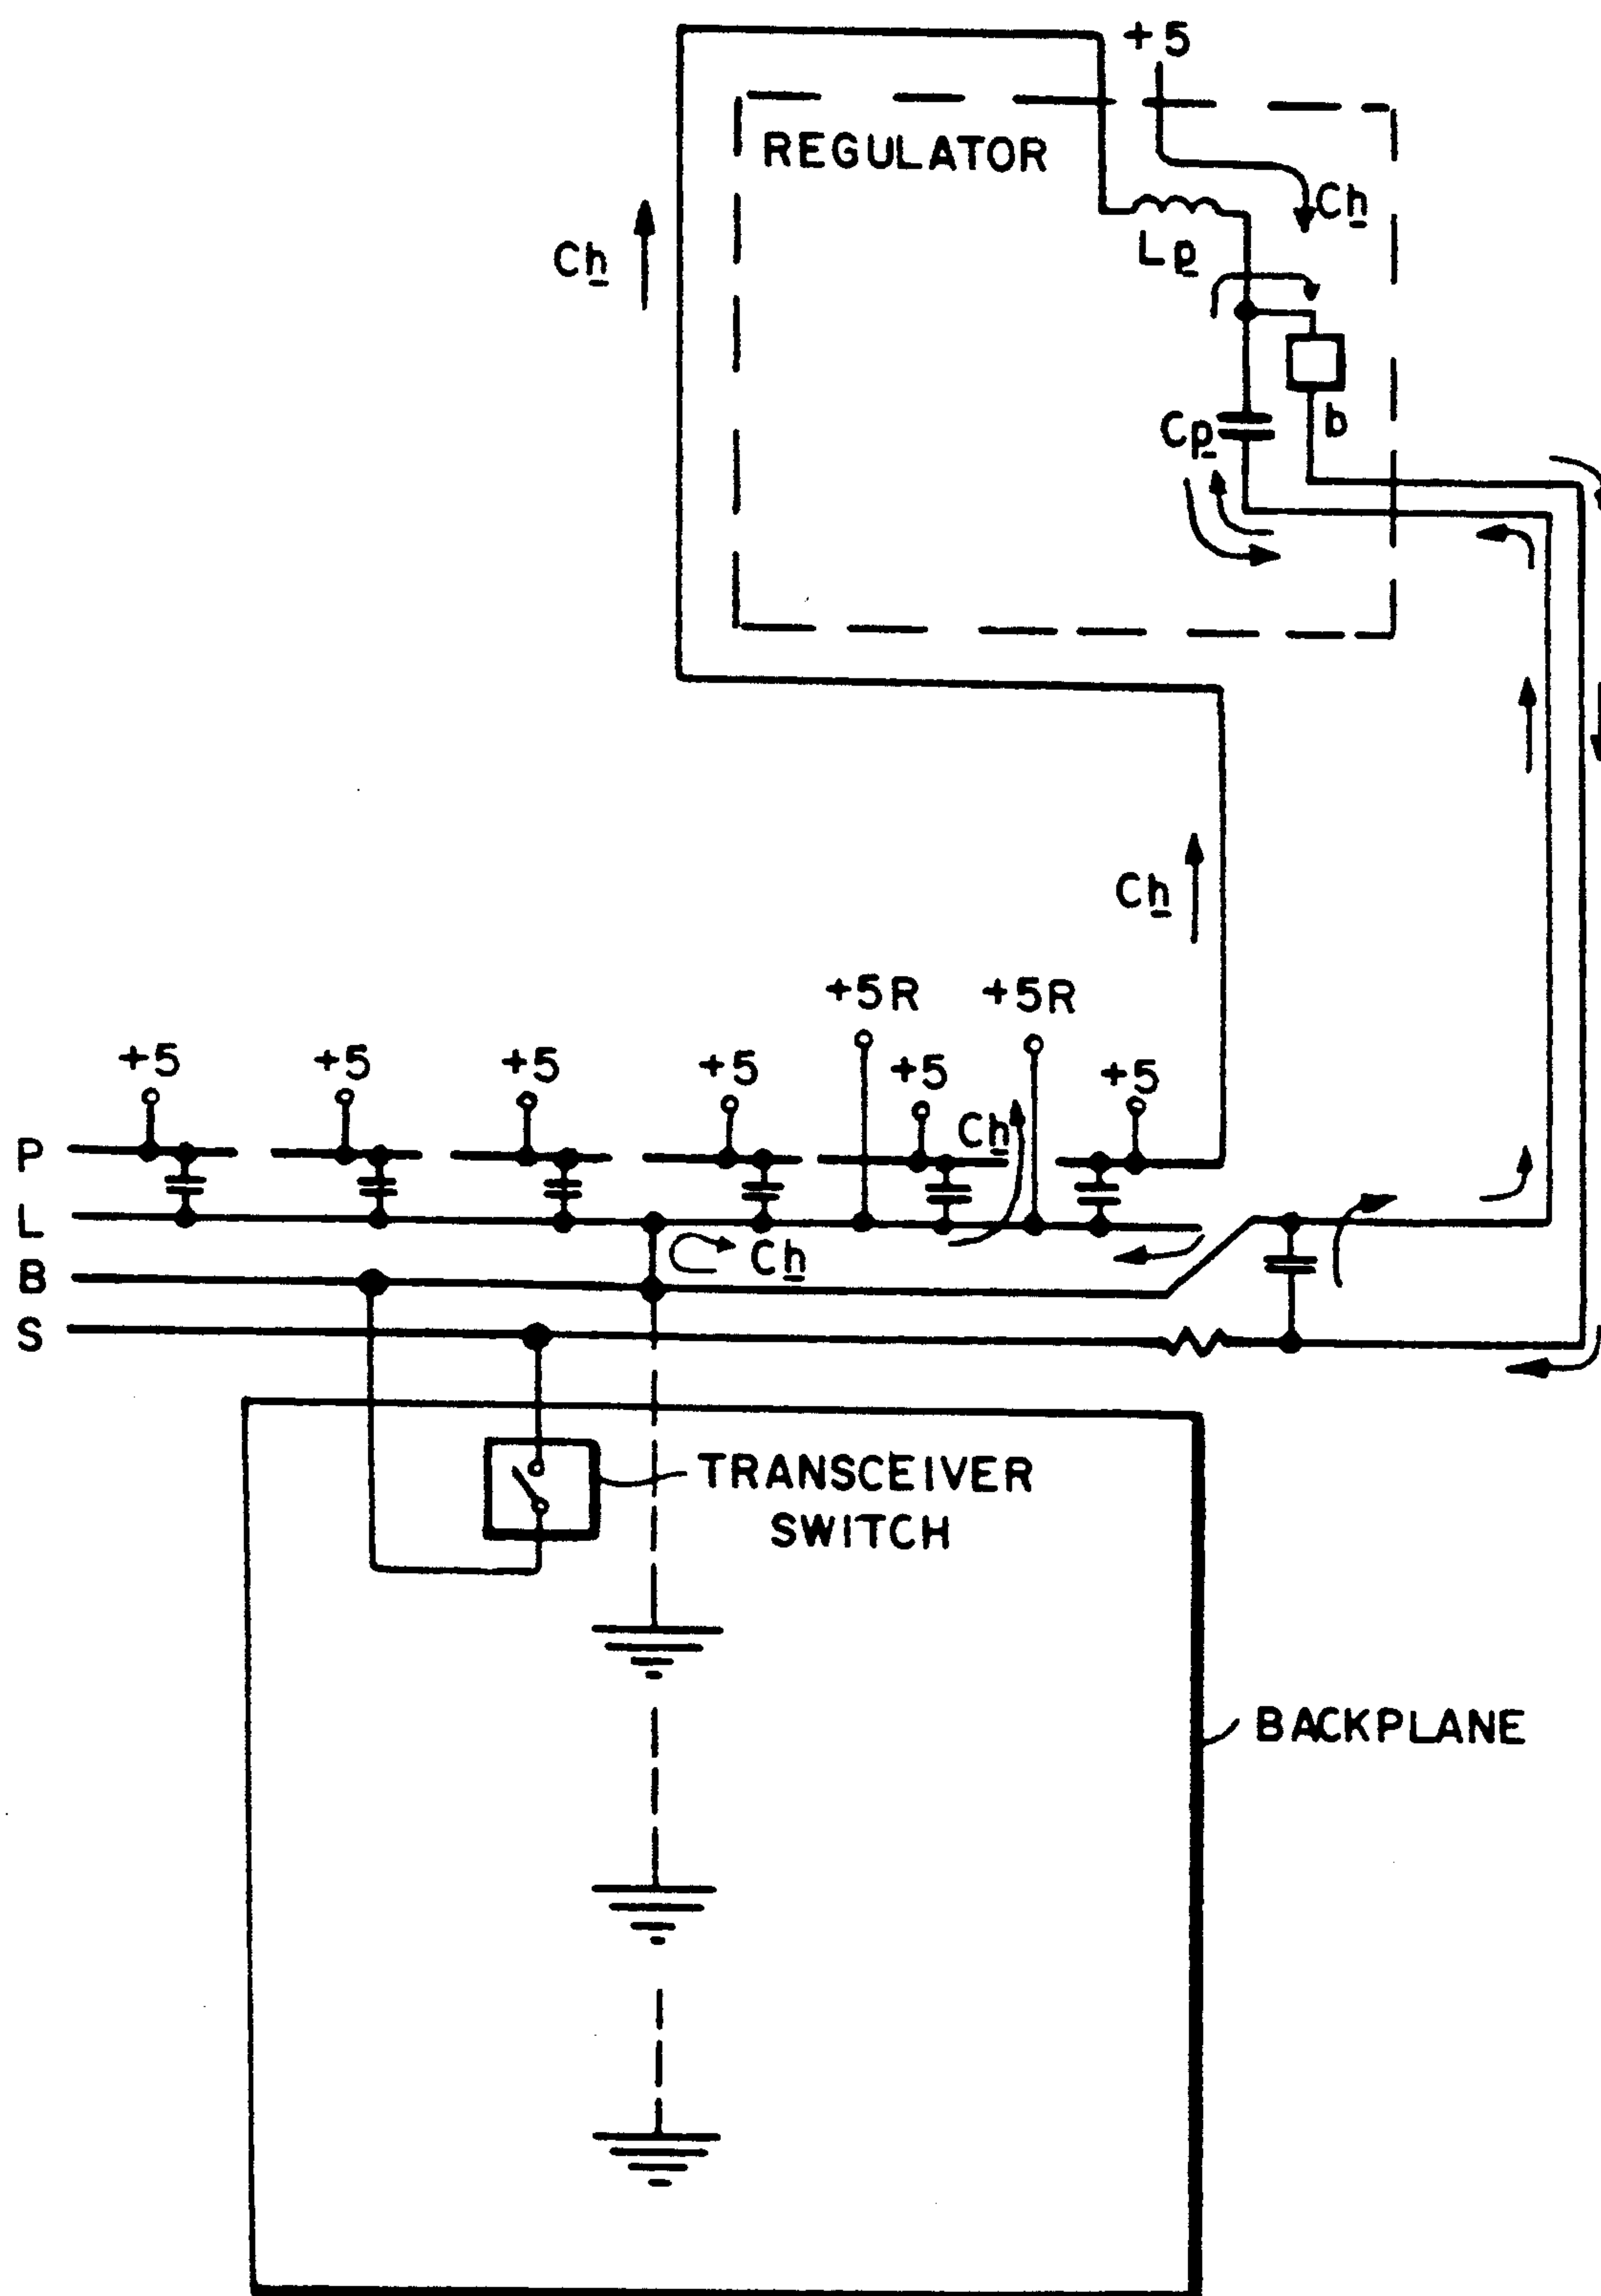 +5
REGULATOR
Ch
Ch
Lp
Cp
b
Ch
+5R +5R
+5 +5 +5 +5 +5 +5
Ch
P
L
Ch
B
S
TRANSCEIVER
SWITCH
BACKPLANE